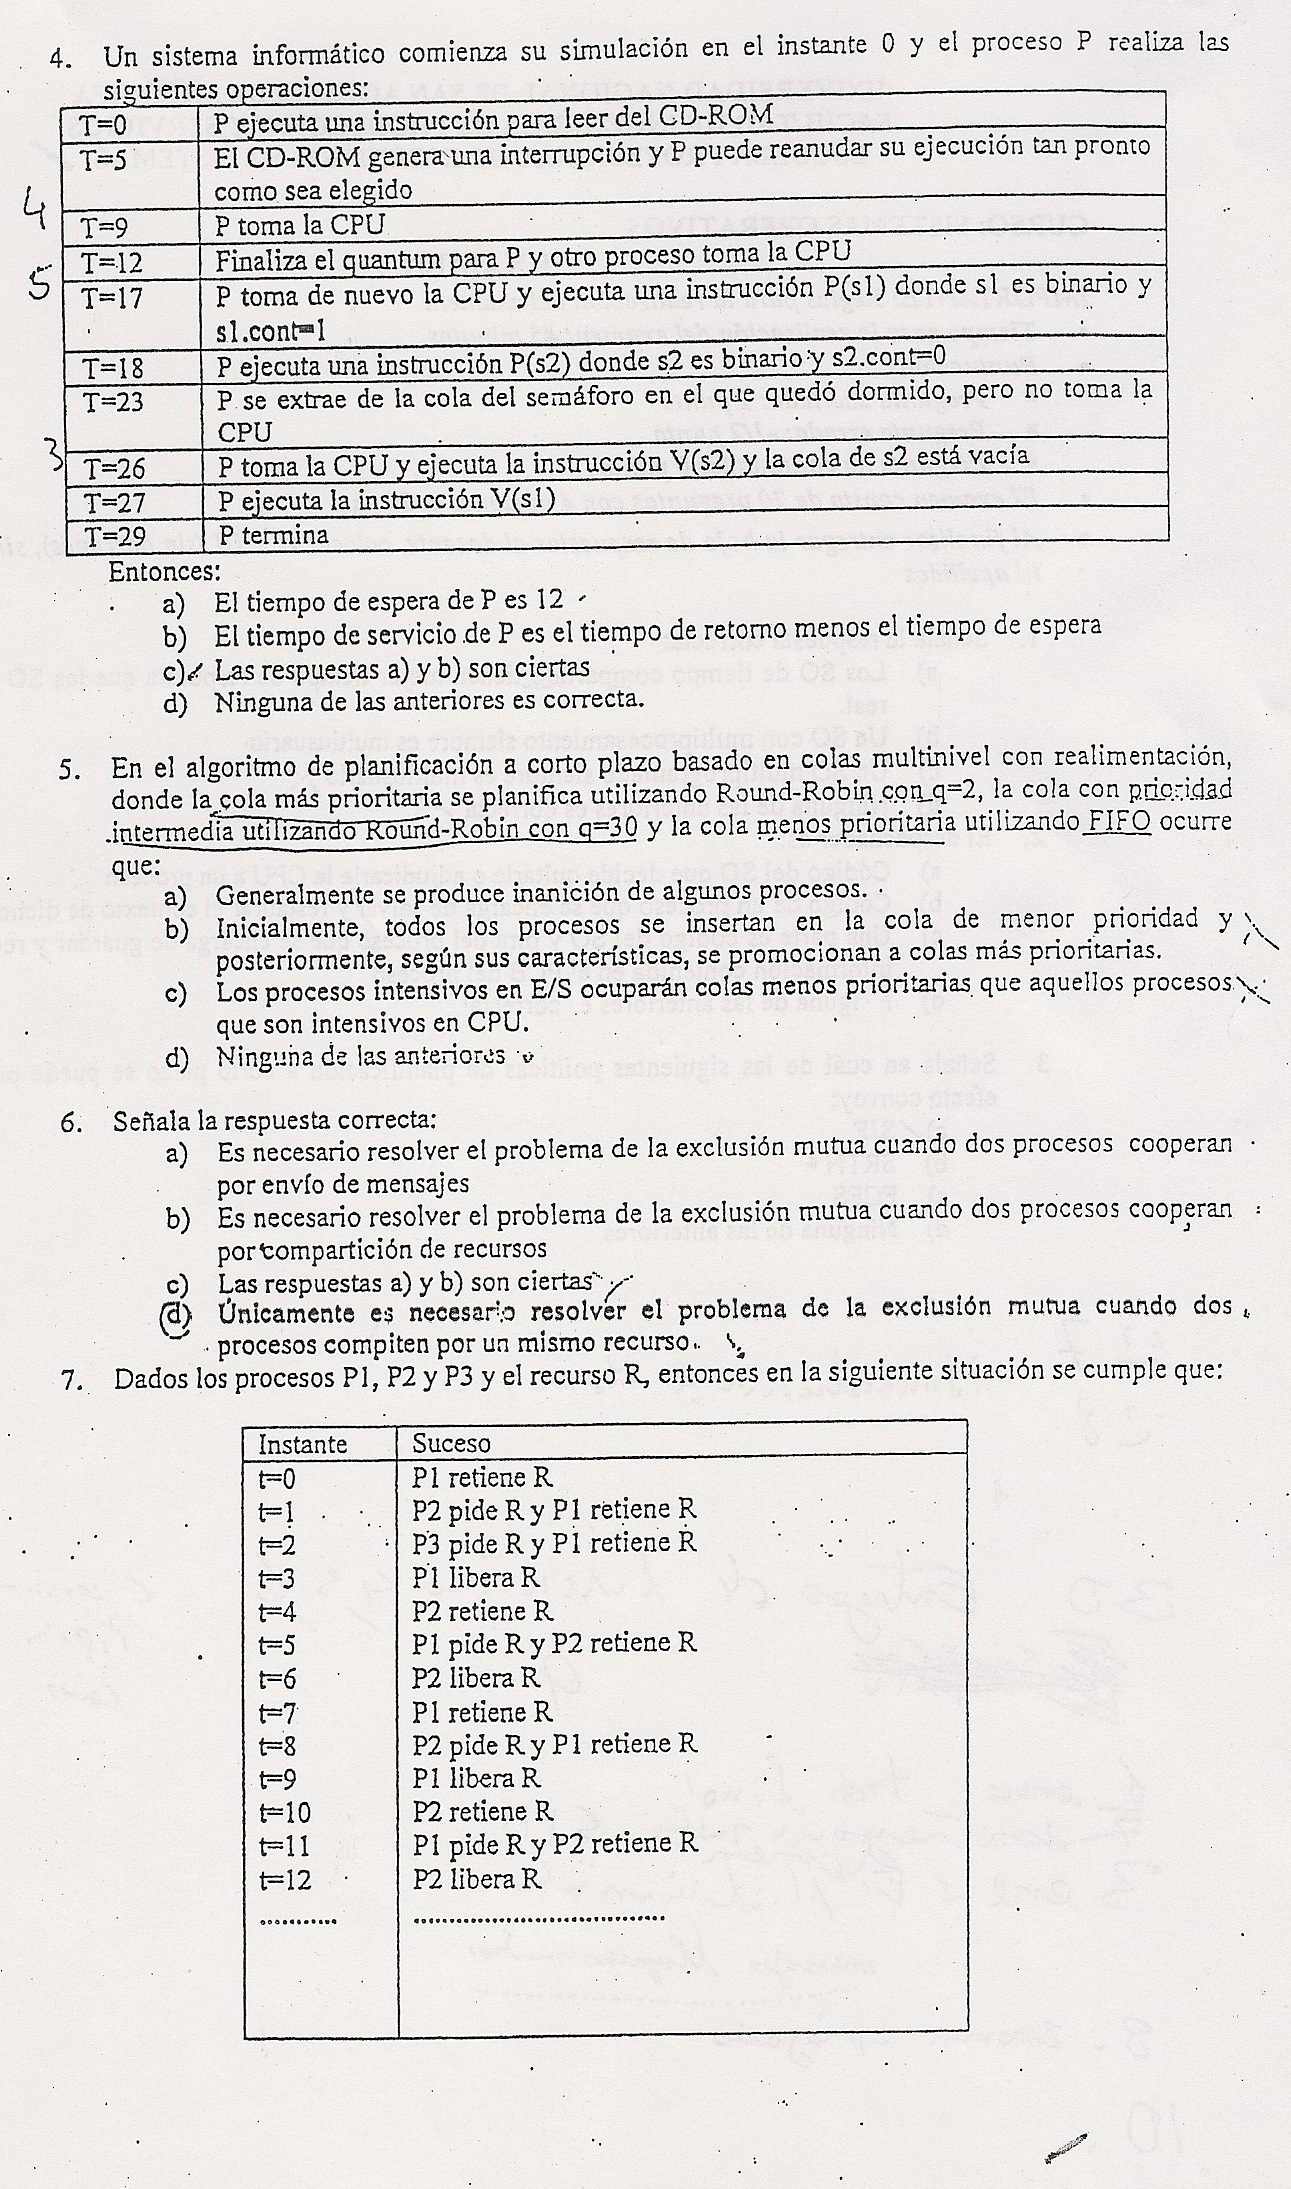 4. Un sistema informático comienza su simulación en el instante 0 y el proceso P realiza las
siguientes operaciones:
T=0 P ejecuta una instrucción para leer del CD-ROM
T=5 El CD-ROM genera una interrupción y P puede reanudar su ejecución tan pronto
como sea elegido
4
T=9 P toma la CPU
T=12 Finaliza el quantum para P y otro proceso toma la CPU
5
T=17 P toma de nuevo la CPU y ejecuta una instrucción P(s1) donde s1 es binario y
s1.cont=1
T=18 P ejecuta una instrucción P(s2) donde s2 es binario y s2.cont=0
T=23 P se extrae de la cola del semáforo en el que quedó dormido, pero no toma la
CPU
3
T=26 P toma la CPU y ejecuta la instrucción V(s2) y la cola de s2 está vacía
T=27 P ejecuta la instrucción V(s1)
T=29 P termina
Entonces:
a) El tiempo de espera de P es 12
b) El tiempo de servicio de P es el tiempo de retorno menos el tiempo de espera
c) Las respuestas a) y b) son ciertas
d) Ninguna de las anteriores es correcta.
5. En el algoritmo de planificación a corto plazo basado en colas multinivel con realimentación,
donde la cola más prioritaria se planifica utilizando Round-Robin con q=2, la cola con prioridad
intermedia utilizando Round-Robin con q=30 y la cola menos prioritaria utilizando FIFO ocurre
que:
a) Generalmente se produce inanición de algunos procesos.
b) Inicialmente, todos los procesos se insertan en la cola de menor prioridad y
posteriormente, según sus características, se promocionan a colas más prioritarias.
c) Los procesos intensivos en E/S ocuparán colas menos prioritarias que aquellos procesos
que son intensivos en CPU.
d) Ninguna de las anteriores
6. Señala la respuesta correcta:
a) Es necesario resolver el problema de la exclusión mutua cuando dos procesos cooperan
por envío de mensajes
b) Es necesario resolver el problema de la exclusión mutua cuando dos procesos cooperan
por compartición de recursos
c) Las respuestas a) y b) son ciertas
d) Únicamente es necesario resolver el problema de la exclusión mutua cuando dos
procesos compiten por un mismo recurso.
7. Dados los procesos P1, P2 y P3 y el recurso R, entonces en la siguiente situación se cumple que:
Instante Suceso
t=0 P1 retiene R
t=1 P2 pide R y P1 retiene R
t=2 P3 pide R y P1 retiene R
t=3 P1 libera R
t=4 P2 retiene R
t=5 P1 pide R y P2 retiene R
t=6 P2 libera R
t=7 P1 retiene R
t=8 P2 pide R y P1 retiene R
t=9 P1 libera R
t=10 P2 retiene R
t=11 P1 pide R y P2 retiene R
t=12 P2 libera R
........... .................................